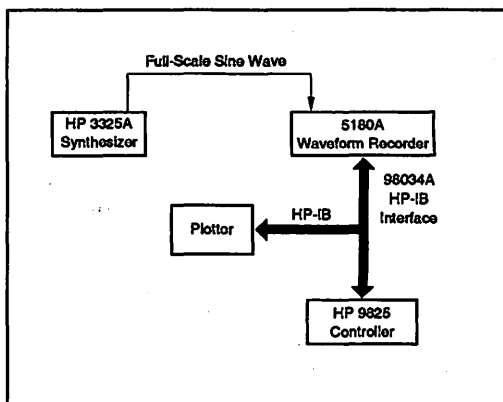 Full-Scale Sine Wave
HP 3325A
Synthesizer
5180A
Waveform Recorder
98034A
HP-IB
Interface
HP-IB
Plottor
HP 9825
Controller